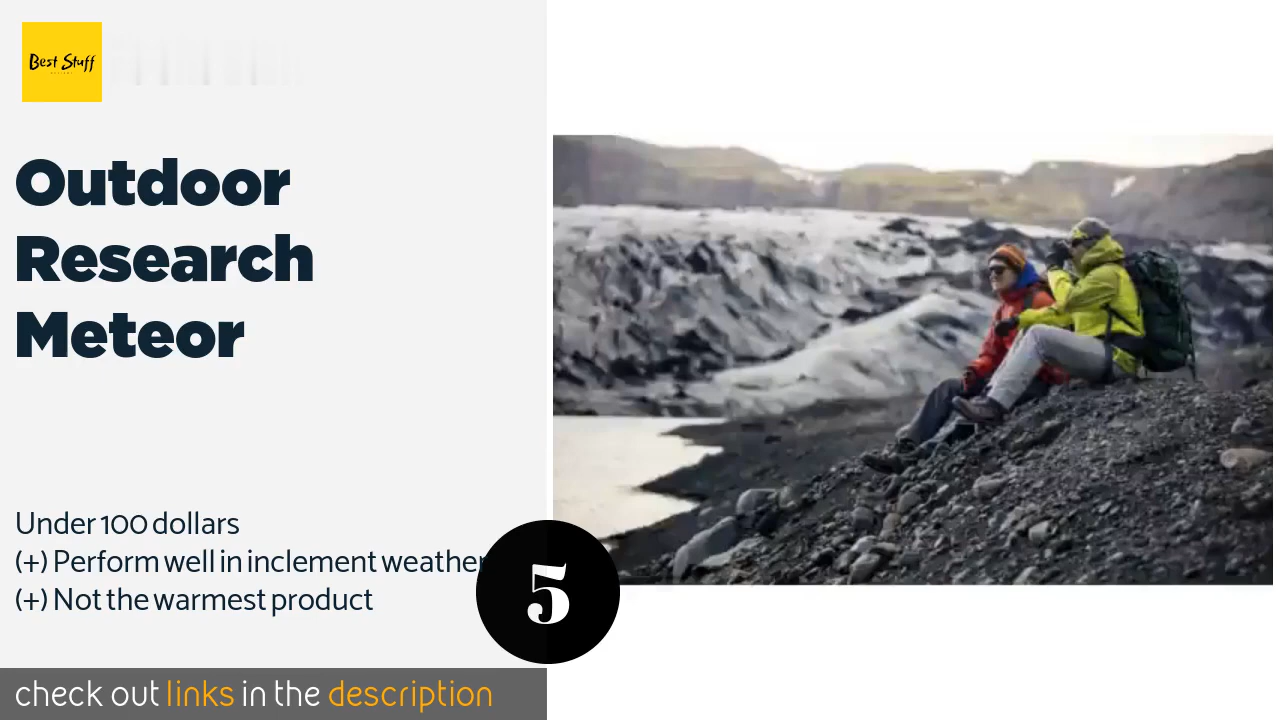 Best Stuff
Outdoor
Research
Meteor
Under 100 dollars
(+) Perform well in inclement weather
(+) Not the warmest product
5
check out links in the description